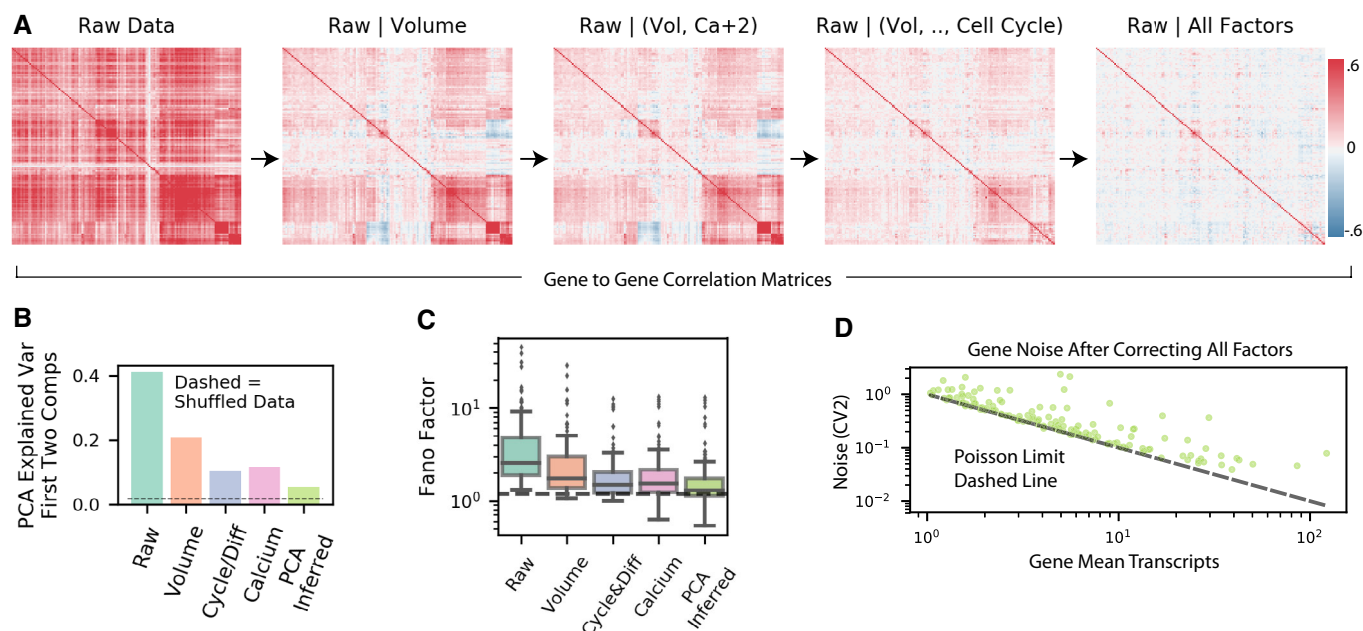 A
Raw Data
Raw | Volume
Raw | (Vol, Ca+2)
Raw | (Vol, .., Cell Cycle)
Raw | All Factors
.6
0
-.6
Gene to Gene Correlation Matrices
B
PCA Explained Var
First Two Comps
0.4
0.2
0.0
Dashed =
Shuffled Data
Raw
Volume
Cycle/Diff
Calcium
PCA
Inferred
C
Fano Factor
10¹
10⁰
Raw
Volume
Cycle&Diff
Calcium
PCA
Inferred
D
Gene Noise After Correcting All Factors
Noise (CV2)
10⁰
10⁻¹
10⁻²
Poisson Limit
Dashed Line
10⁰
10¹
10²
Gene Mean Transcripts